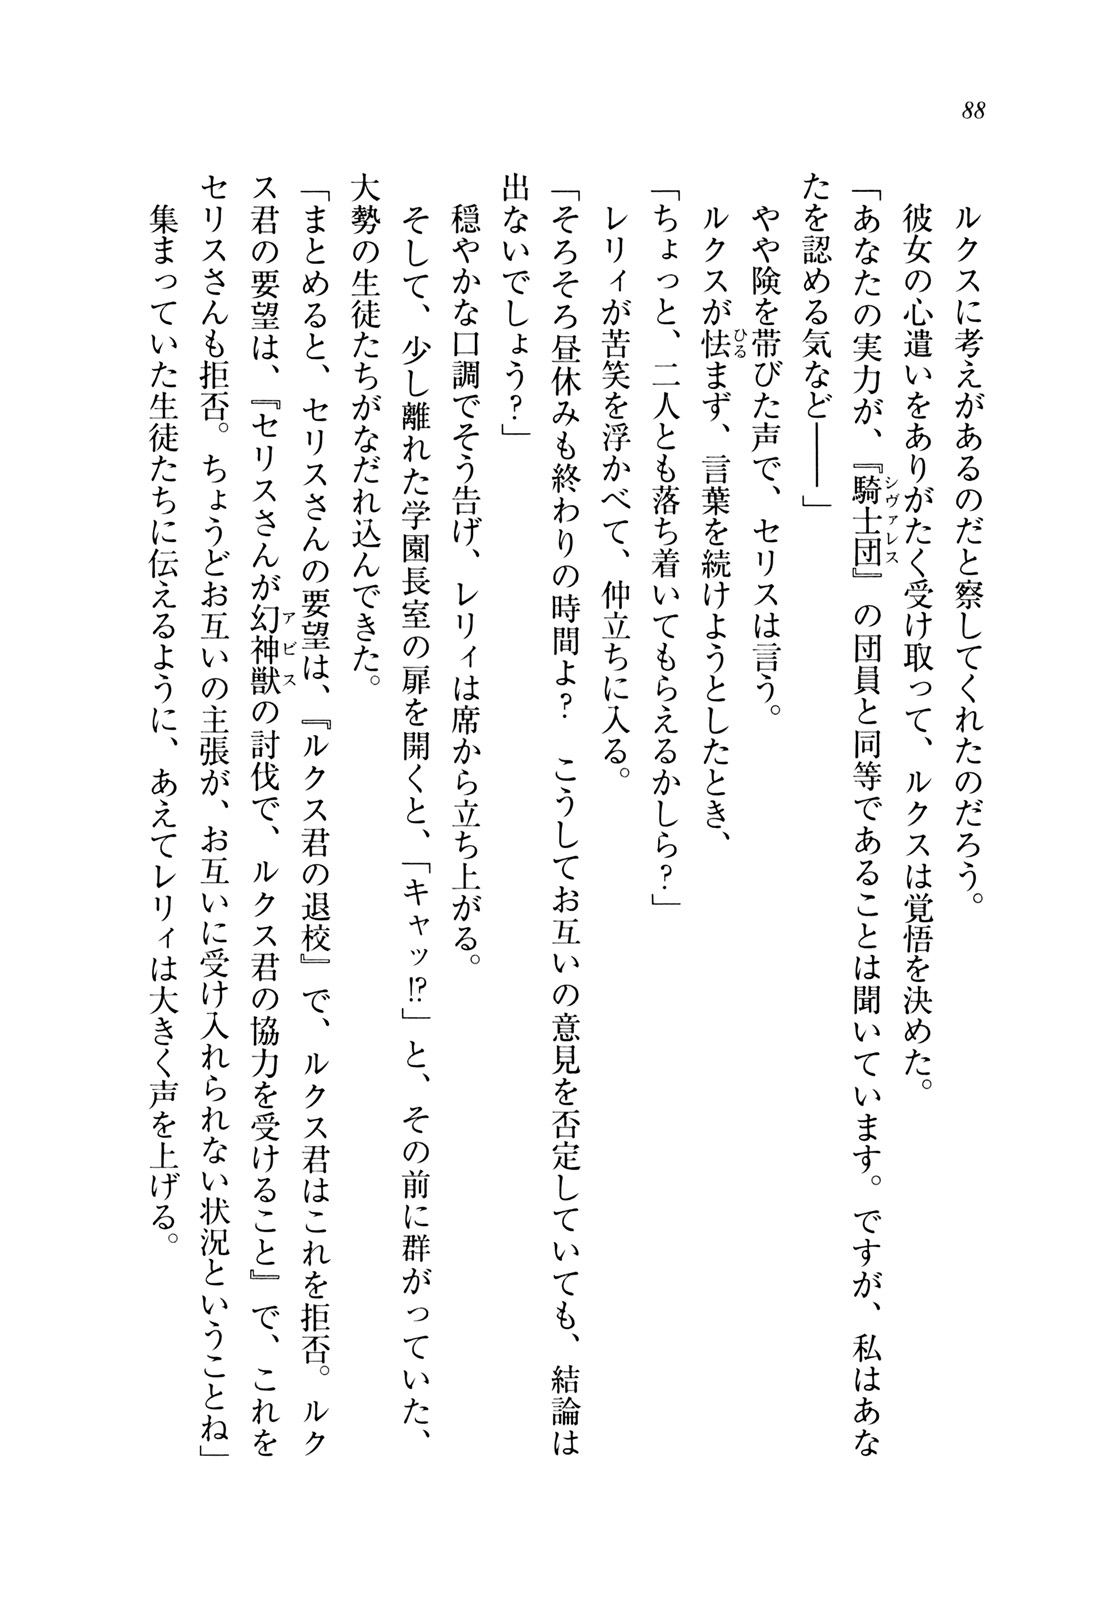 88
ルクスに考えがあるのだと察してくれたのだろう。
彼女の心遣いをありがたく受け取って、ルクスは覚悟を決めた。
「あなたの実力が、『騎士団』の団員と同等であることは聞いています。ですが、私はあな
シヴァレス
たを認める気など――」
やや険を帯びた声で、セリスは言う。
ルクスが怯まず、言葉を続けようとしたとき、
ひる
「ちょっと、二人とも落ち着いてもらえるかしら？」
レリィが苦笑を浮かべて、仲立ちに入る。
「そろそろ昼休みも終わりの時間よ？　こうしてお互いの意見を否定していても、結論は
出ないでしょう？」
穏やかな口調でそう告げ、レリィは席から立ち上がる。
そして、少し離れた学園長室の扉を開くと、「キャッ!?」と、その前に群がっていた、
大勢の生徒たちがなだれ込んできた。
「まとめると、セリスさんの要望は、『ルクス君の退校』で、ルクス君はこれを拒否。ルク
ス君の要望は、『セリスさんが幻神獣の討伐で、ルクス君の協力を受けること』で、これを
アビス
セリスさんも拒否。ちょうどお互いの主張が、お互いに受け入れられない状況ということね」
集まっていた生徒たちに伝えるように、あえてレリィは大きく声を上げる。